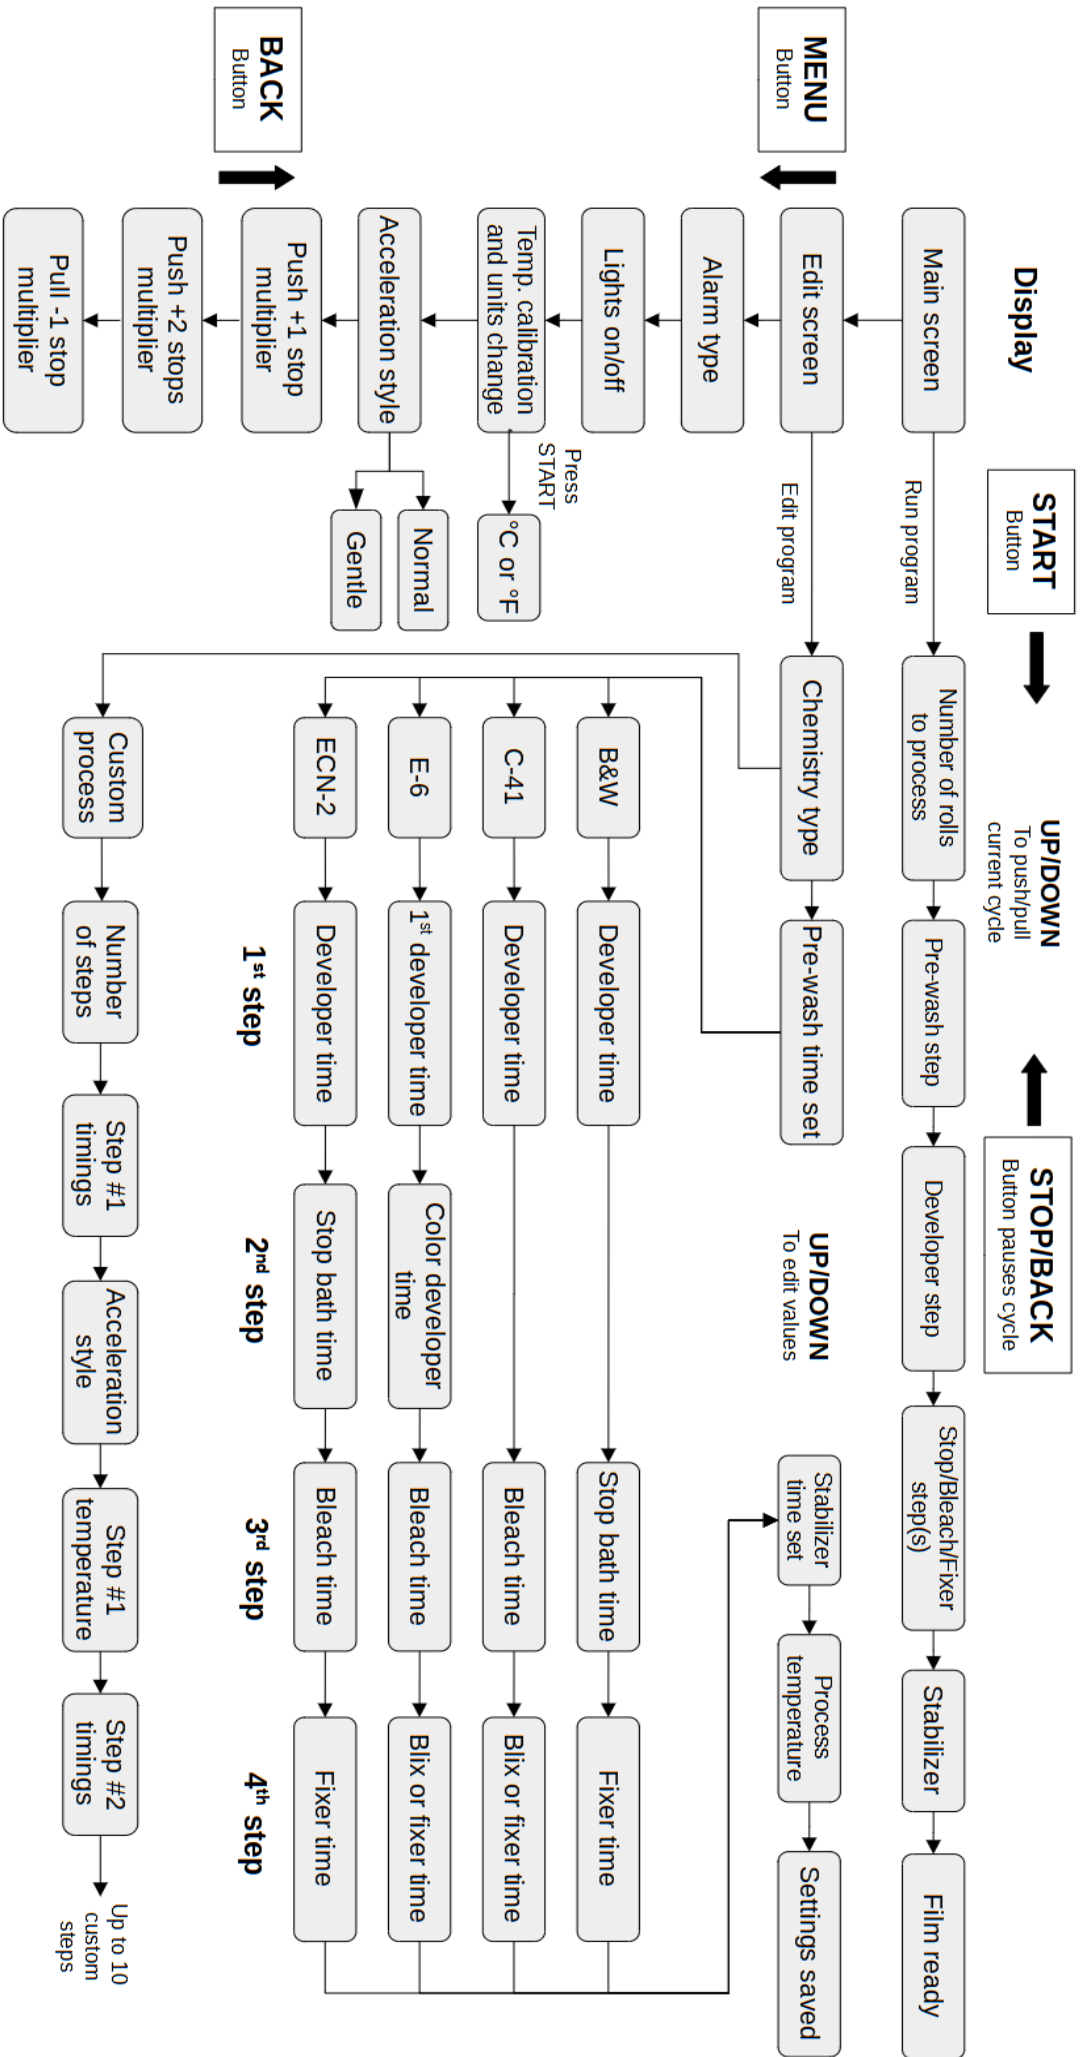 Display
START
Button
UP/DOWN
To push/pull
current cycle
STOP/BACK
Button pauses cycle
MENU
Button
Main screen
Run program
Number of rolls
to process
Pre-wash step
Developer step
Stop/Bleach/Fixer
step(s)
Stabilizer
Film ready
Edit screen
Edit program
Chemistry type
Pre-wash time set
UP/DOWN
To edit values
Stabilizer
time set
Process
temperature
Settings saved
Alarm type
Lights on/off
B&W
Developer time
Stop bath time
Fixer time
Temp. calibration
and units change
Press
START
°C or °F
C-41
Developer time
Bleach time
Blix or fixer time
Acceleration style
Normal
Gentle
E-6
1st developer time
Color developer
time
Bleach time
Blix or fixer time
ECN-2
Developer time
Stop bath time
Bleach time
Fixer time
BACK
Button
Push +1 stop
multiplier
1st step
2nd step
3rd step
4th step
Push +2 stops
multiplier
Pull -1 stop
multiplier
Custom
process
Number
of steps
Step #1
timings
Acceleration
style
Step #1
temperature
Step #2
timings
Up to 10
custom
steps